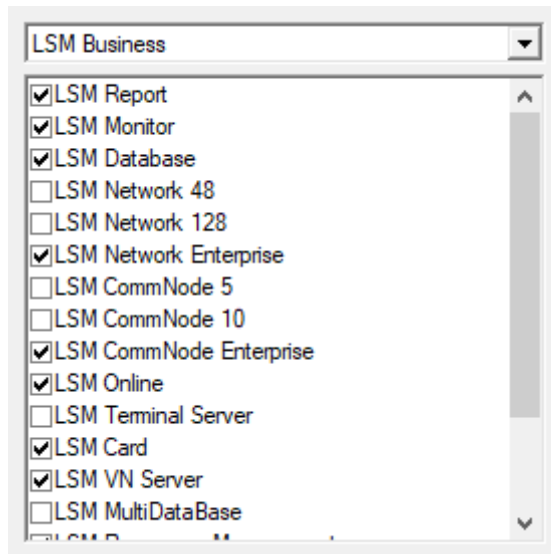 LSM Business
LSM Report
LSM Monitor
LSM Database
LSM Network 48
LSM Network 128
LSM Network Enterprise
LSM CommNode 5
LSM CommNode 10
LSM CommNode Enterprise
LSM Online
LSM Terminal Server
LSM Card
LSM VN Server
LSM MultiDataBase
LSM